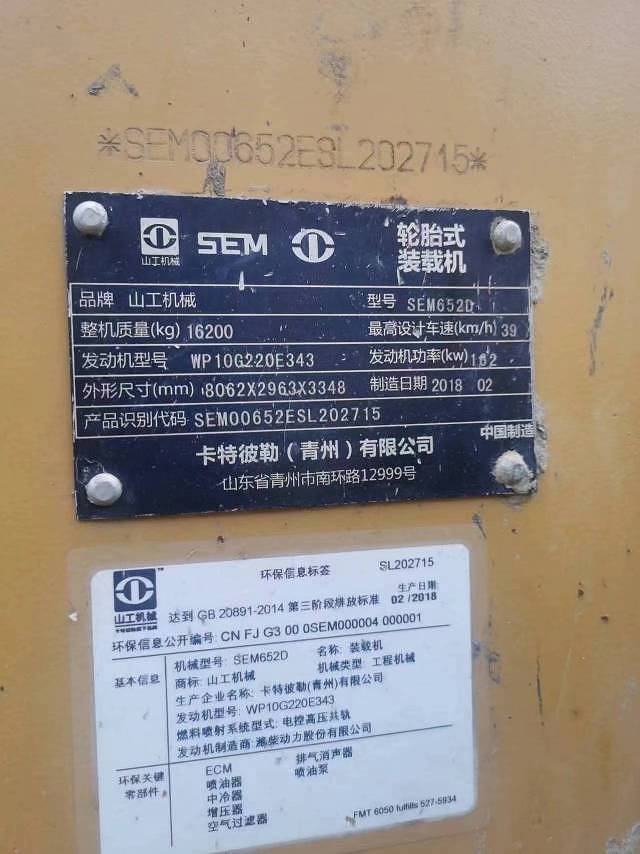 *SEM00652ESL202715*
山工机械 SEM 轮胎式
装载机
品牌 山工机械 型号 SEM652D
整机质量(kg) 16200 最高设计车速(km/h) 39
发动机型号 WP10G220E343 发动机功率(kw) 162
外形尺寸(mm) 8062X2963X3348 制造日期 2018 02
产品识别代码 SEM00652ESL202715
中国制造
卡特彼勒(青州)有限公司
山东省青州市南环路12999号
环保信息标签 SL202715
山工机械
达到 GB 20891-2014 第三阶段排放标准 生产日期:
02 /2018
环保信息公开编号: CN FJ G3 00 0SEM000004 000001
基本信息
机械型号: SEM652D 名称: 装载机
商标: 山工机械 机械类型: 工程机械
生产企业名称: 卡特彼勒(青州)有限公司
发动机型号: WP10G220E343
燃料喷射系统型式: 电控高压共轨
发动机制造商: 潍柴动力股份有限公司
环保关键
零部件
ECM 排气消声器
喷油器 喷油泵
中冷器
增压器
空气过滤器
FMT 6050 fulfills 527-5934